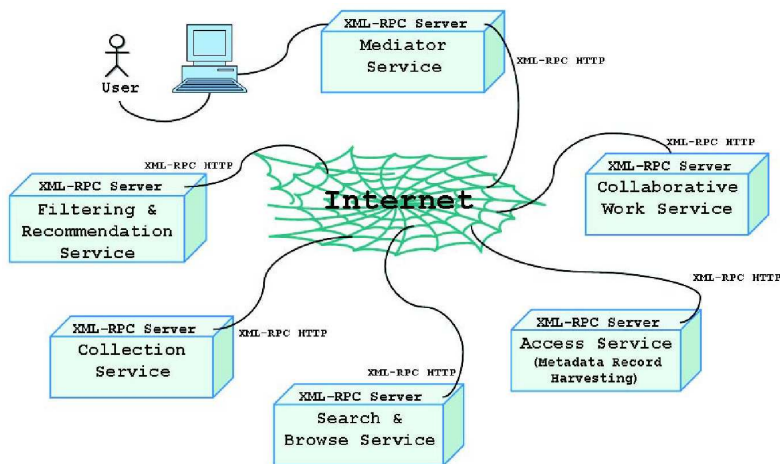 XML-RPC Server
Mediator
Service
XML-RPC HTTP
User
XML-RPC HTTP
XML-RPC Server
Filtering &
Recommendation
Service
Internet
XML-RPC HTTP
XML-RPC Server
Collaborative
Work Service
XML-RPC HTTP
XML-RPC Server
Access Service
(Metadata Record
Harvesting)
XML-RPC Server
Collection
Service
XML-RPC HTTP
XML-RPC HTTP
XML-RPC Server
Search &
Browse Service